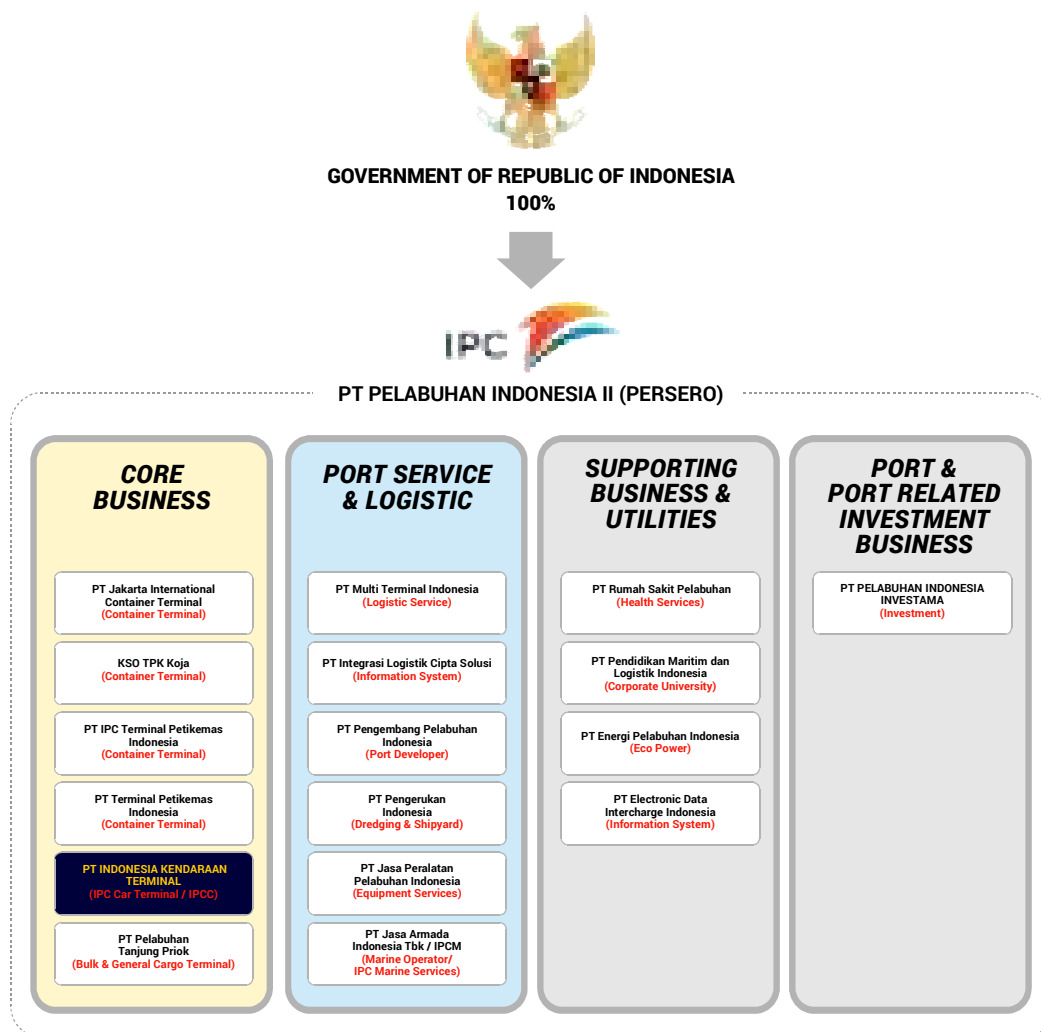 GOVERNMENT OF REPUBLIC OF INDONESIA
100%
IPC
PT PELABUHAN INDONESIA II (PERSERO)
CORE
BUSINESS
PT Jakarta International
Container Terminal
(Container Terminal)
KSO TPK Koja
(Container Terminal)
PT IPC Terminal Petikemas
Indonesia
(Container Terminal)
PT Terminal Petikemas
Indonesia
(Container Terminal)
PT INDONESIA KENDARAAN
TERMINAL
(IPC Car Terminal / IPCC)
PT Pelabuhan
Tanjung Priok
(Bulk & General Cargo Terminal)
PORT SERVICE
& LOGISTIC
PT Multi Terminal Indonesia
(Logistic Service)
PT Integrasi Logistik Cipta Solusi
(Information System)
PT Pengembang Pelabuhan
Indonesia
(Port Developer)
PT Pengerukan
Indonesia
(Dredging & Shipyard)
PT Jasa Peralatan
Pelabuhan Indonesia
(Equipment Services)
PT Jasa Armada
Indonesia Tbk / IPCM
(Marine Operator/
IPC Marine Services)
SUPPORTING
BUSINESS &
UTILITIES
PT Rumah Sakit Pelabuhan
(Health Services)
PT Pendidikan Maritim dan
Logistik Indonesia
(Corporate University)
PT Energi Pelabuhan Indonesia
(Eco Power)
PT Electronic Data
Intercharge Indonesia
(Information System)
PORT &
PORT RELATED
INVESTMENT
BUSINESS
PT PELABUHAN INDONESIA
INVESTAMA
(Investment)